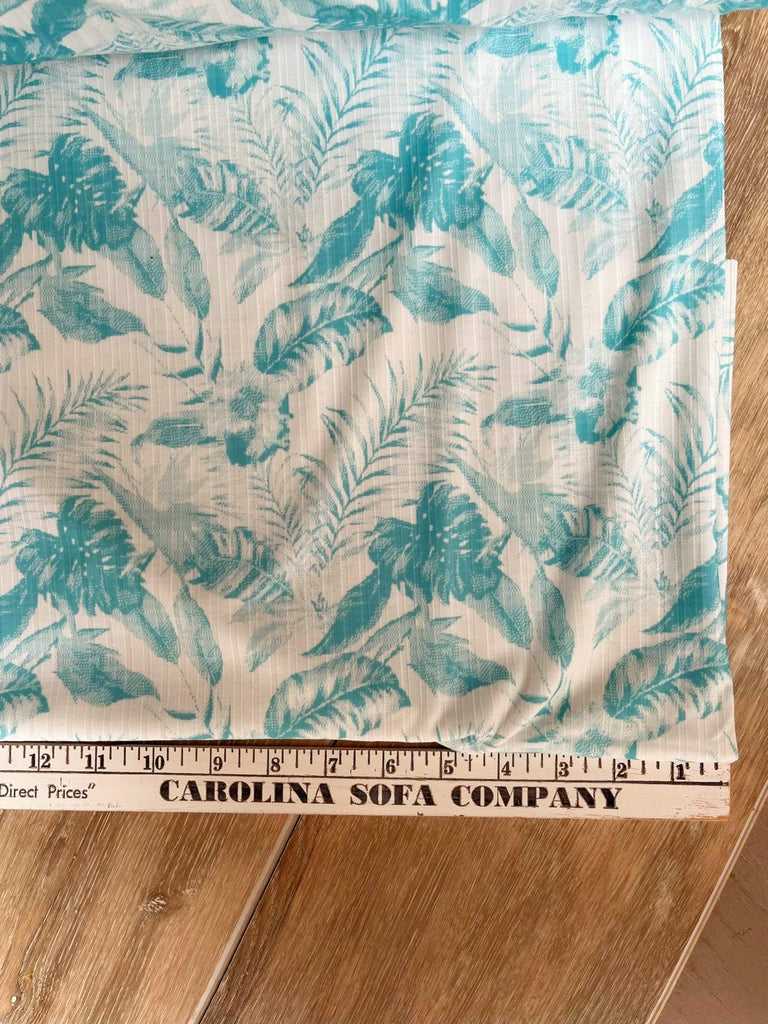 12 11 10 9 8 7 6 5 4 3 2 1
Direct Prices" CAROLINA SOFA COMPANY